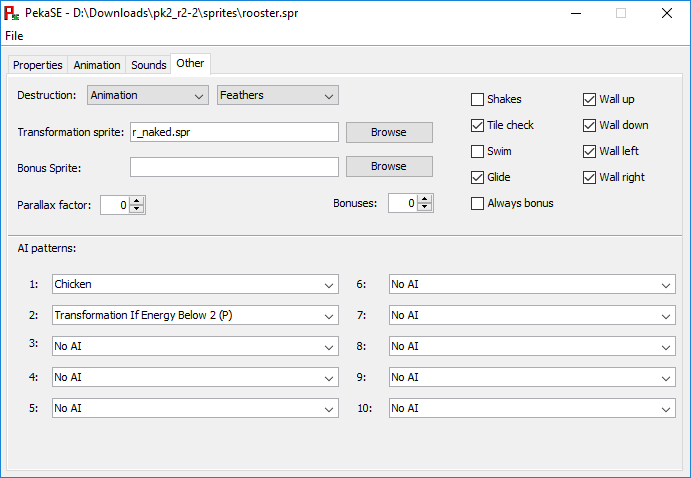 PekaSE - D:\Downloads\pk2_r2-2\sprites\rooster.spr
File
Properties Animation Sounds Other
Destruction: Animation Feathers
Shakes Wall up
Transformation sprite: r_naked.spr Browse
Tile check Wall down
Bonus Sprite: Browse
Swim Wall left
Glide Wall right
Parallax factor: 0 Bonuses: 0
Always bonus
AI patterns:
1: Chicken 6: No AI
2: Transformation If Energy Below 2 (P) 7: No AI
3: No AI 8: No AI
4: No AI 9: No AI
5: No AI 10: No AI